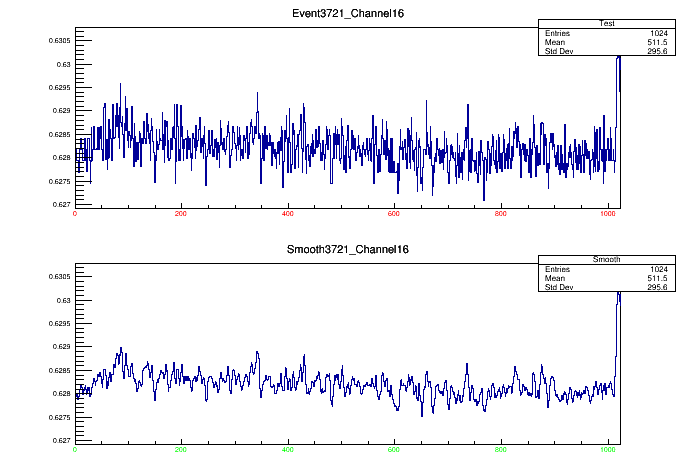 Event3721_Channel16
Test
Entries 1024
Mean 511.5
Std Dev 295.6
0.6305
0.63
0.6295
0.629
0.6285
0.628
0.6275
0.627
0 200 400 600 800 1000
Smooth3721_Channel16
Smooth
Entries 1024
Mean 511.5
Std Dev 295.6
0.6305
0.63
0.6295
0.629
0.6285
0.628
0.6275
0.627
0 200 400 600 800 1000